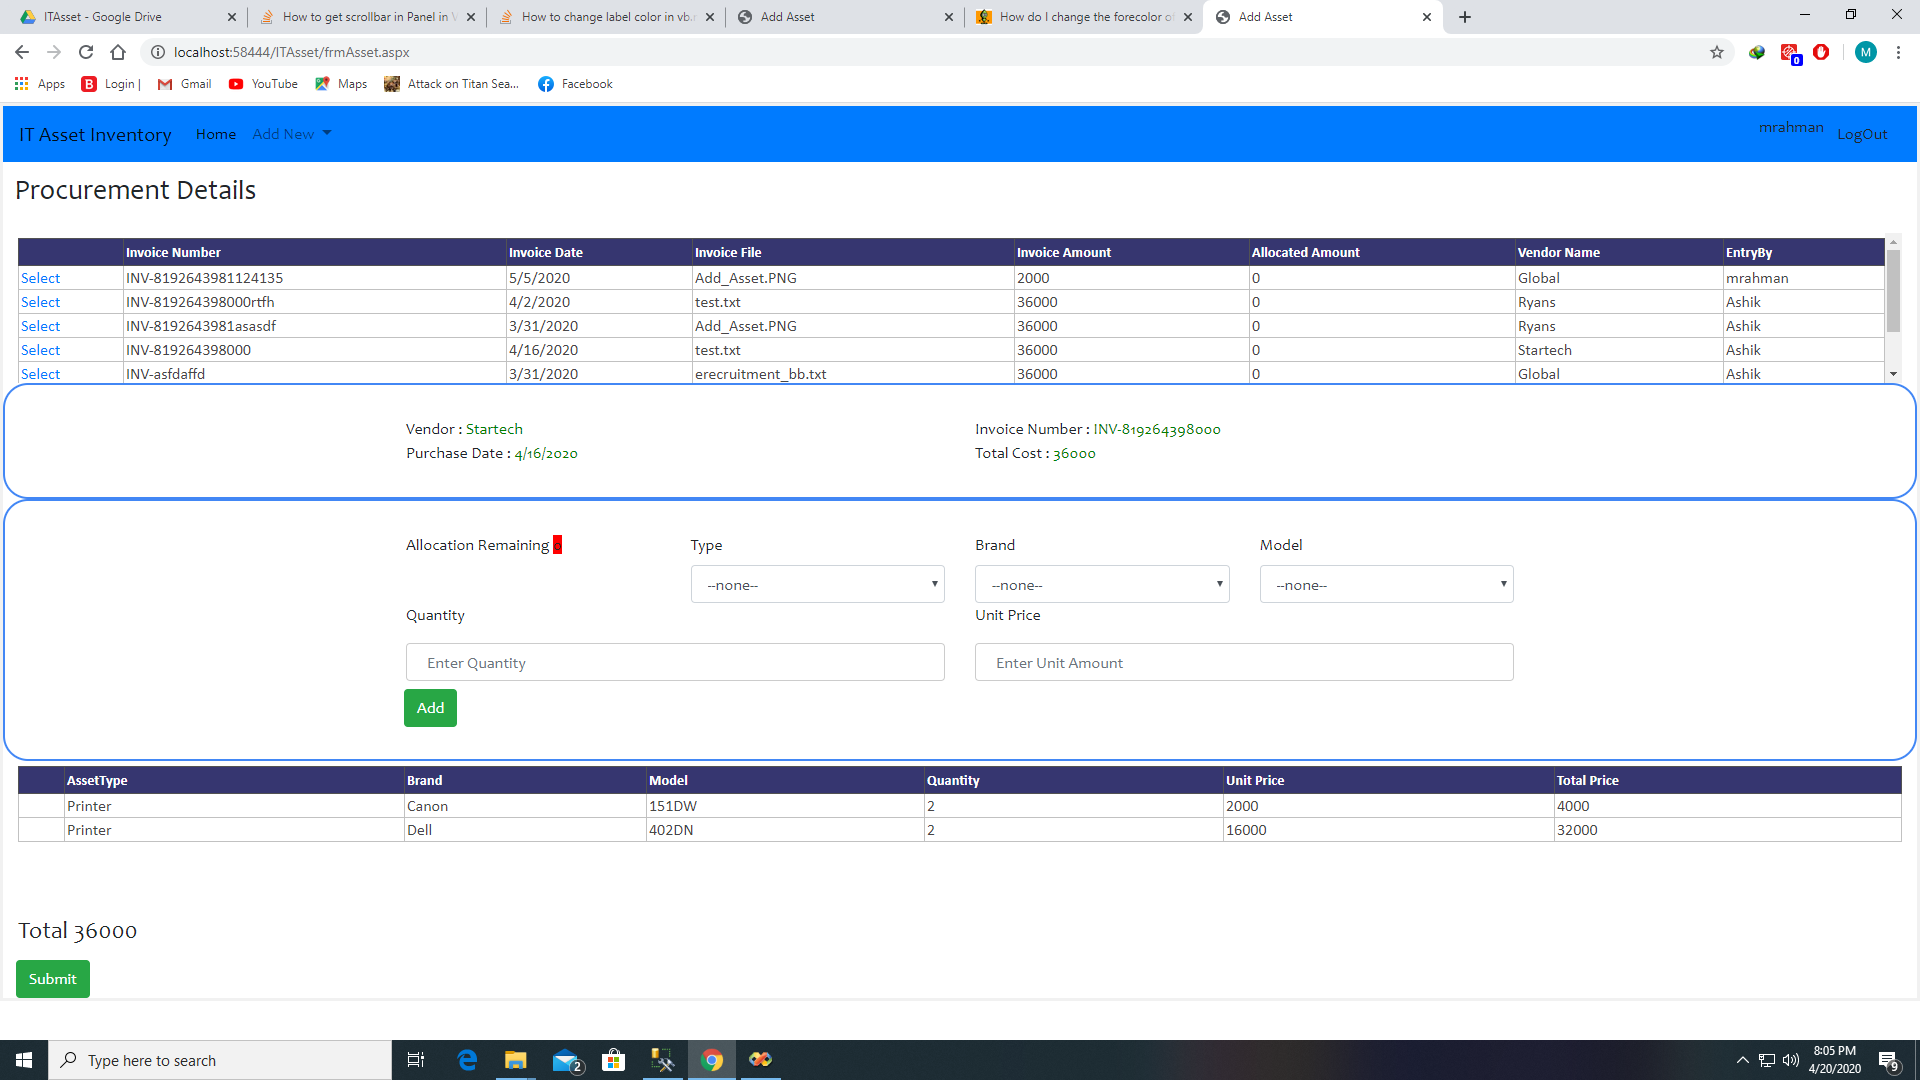 ITAsset - Google Drive
How to get scrollbar in Panel in V
How to change label color in vb.n
Add Asset
How do I change the forecolor of
Add Asset
localhost:58444/ITAsset/frmAsset.aspx
0
M
Apps
Login |
Gmail
YouTube
Maps
Attack on Titan Sea...
Facebook
IT Asset Inventory Home Add New
mrahman LogOut
Procurement Details
Invoice Number Invoice Date Invoice File Invoice Amount Allocated Amount Vendor Name EntryBy
Select INV-8192643981124135 5/5/2020 Add_Asset.PNG 2000 0 Global mrahman
Select INV-819264398000rtfh 4/2/2020 test.txt 36000 0 Ryans Ashik
Select INV-8192643981asasdf 3/31/2020 Add_Asset.PNG 36000 0 Ryans Ashik
Select INV-819264398000 4/16/2020 test.txt 36000 0 Startech Ashik
Select INV-asfdaffd 3/31/2020 erecruitment_bb.txt 36000 0 Global Ashik
Vendor : Startech Invoice Number : INV-819264398000
Purchase Date : 4/16/2020 Total Cost : 36000
Allocation Remaining 0 Type Brand Model
--none-- --none-- --none--
Quantity Unit Price
Enter Quantity Enter Unit Amount
Add
AssetType Brand Model Quantity Unit Price Total Price
Printer Canon 151DW 2 2000 4000
Printer Dell 402DN 2 16000 32000
Total 36000
Submit
Type here to search
2
8:05 PM
4/20/2020
9